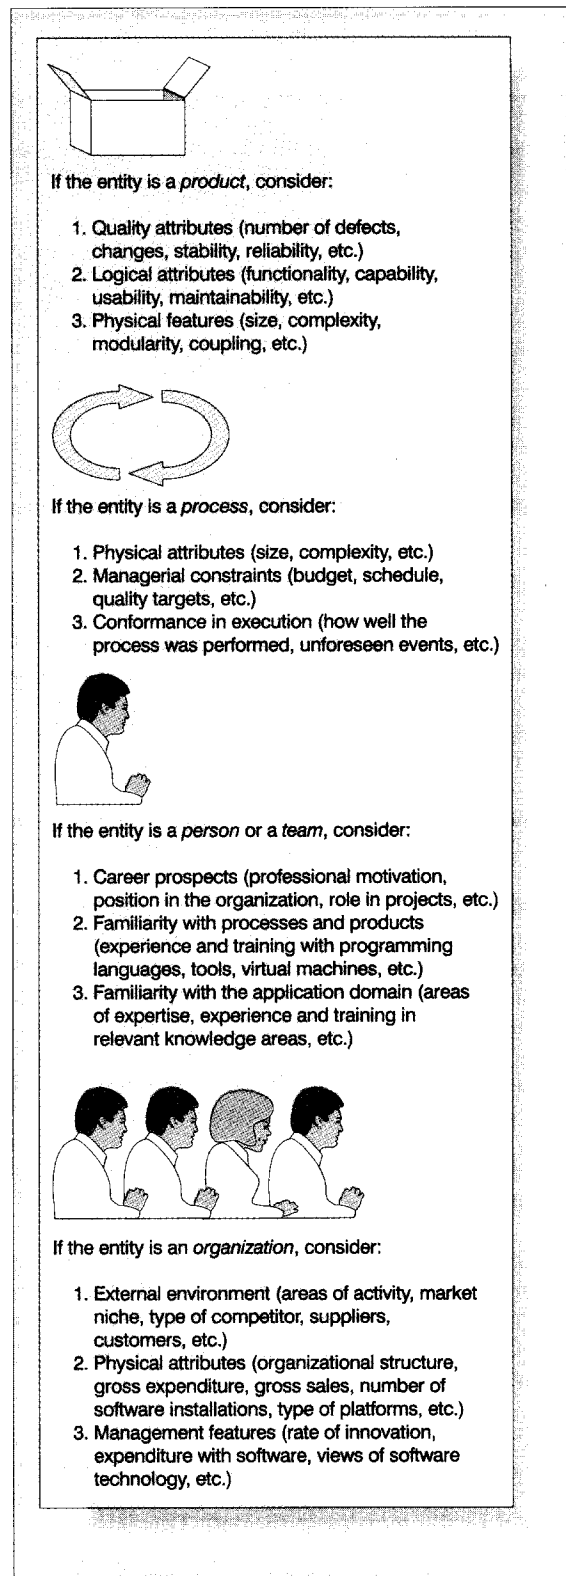 If the entity is a product, consider:
1. Quality attributes (number of defects,
changes, stability, reliability, etc.)
2. Logical attributes (functionality, capability,
usability, maintainability, etc.)
3. Physical features (size, complexity,
modularity, coupling, etc.)
If the entity is a process, consider:
1. Physical attributes (size, complexity, etc.)
2. Managerial constraints (budget, schedule,
quality targets, etc.)
3. Conformance in execution (how well the
process was performed, unforeseen events, etc.)
If the entity is a person or a team, consider:
1. Career prospects (professional motivation,
position in the organization, role in projects, etc.)
2. Familiarity with processes and products
(experience and training with programming
languages, tools, virtual machines, etc.)
3. Familiarity with the application domain (areas
of expertise, experience and training in
relevant knowledge areas, etc.)
If the entity is an organization, consider:
1. External environment (areas of activity, market
niche, type of competitor, suppliers,
customers, etc.)
2. Physical attributes (organizational structure,
gross expenditure, gross sales, number of
software installations, type of platforms, etc.)
3. Management features (rate of innovation,
expenditure with software, views of software
technology, etc.)